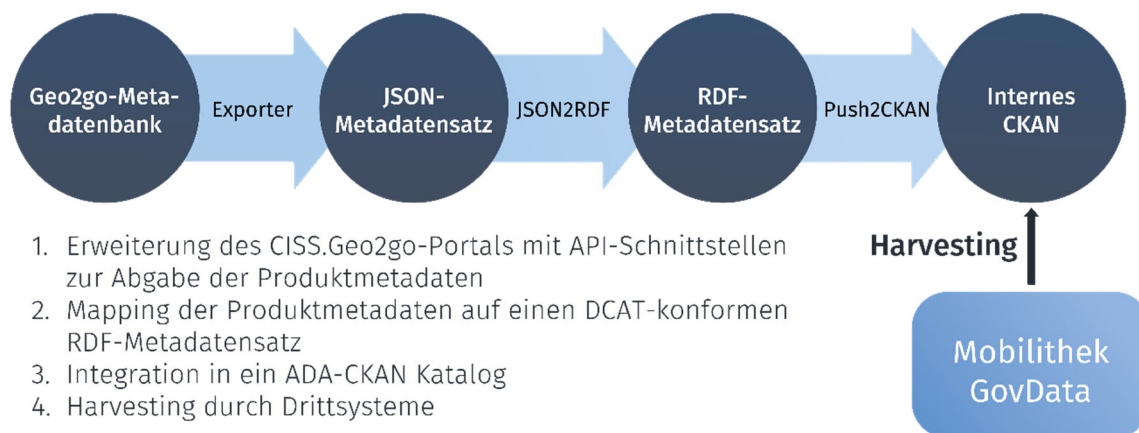 Geo2go-Meta-
datenbank
Exporter
JSON-
Metadatensatz
JSON2RDF
RDF-
Metadatensatz
Push2CKAN
Internes
CKAN
1. Erweiterung des CISS.Geo2go-Portals mit API-Schnittstellen
zur Abgabe der Produktmetadaten
2. Mapping der Produktmetadaten auf einen DCAT-konformen
RDF-Metadatensatz
3. Integration in ein ADA-CKAN Katalog
4. Harvesting durch Drittsysteme
Harvesting
Mobilithek
GovData